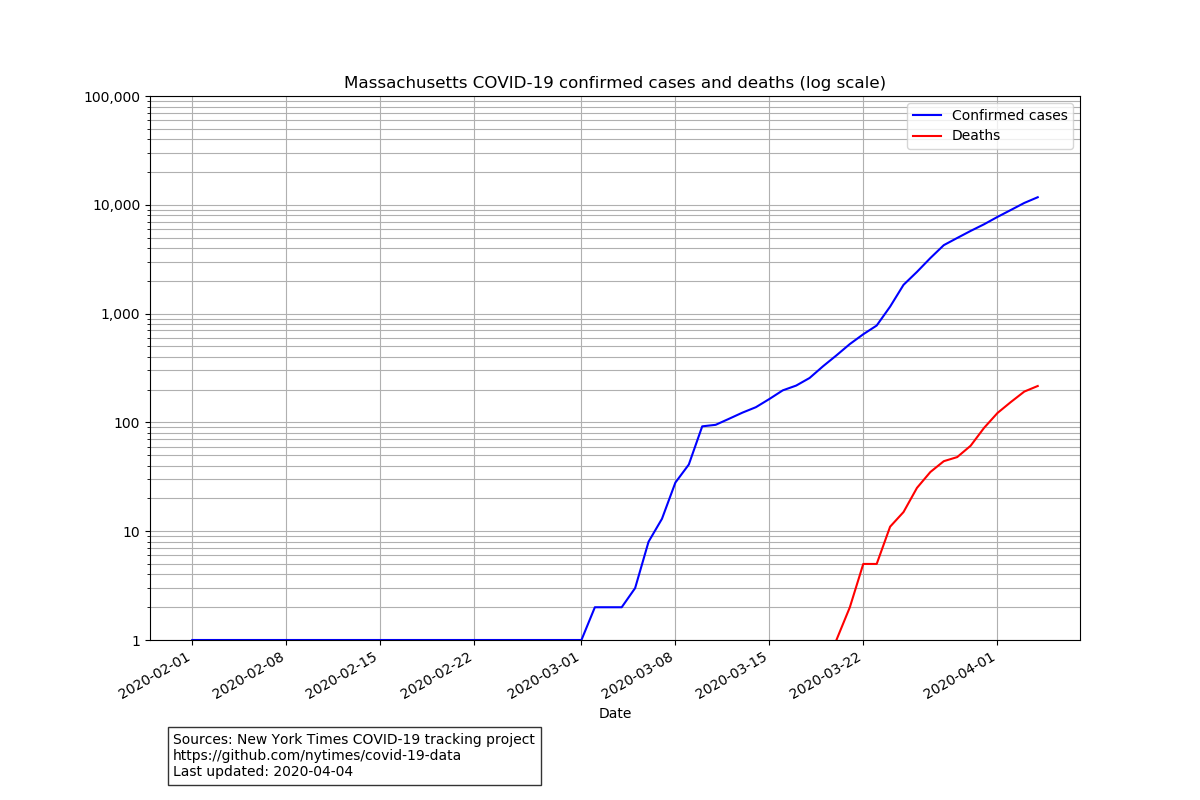 Massachusetts COVID-19 confirmed cases and deaths (log scale)
100,000
10,000
1,000
100
10
1
Confirmed cases
Deaths
2020-02-01
2020-02-08
2020-02-15
2020-02-22
2020-03-01
2020-03-08
2020-03-15
2020-03-22
2020-04-01
Date
Sources: New York Times COVID-19 tracking project
https://github.com/nytimes/covid-19-data
Last updated: 2020-04-04